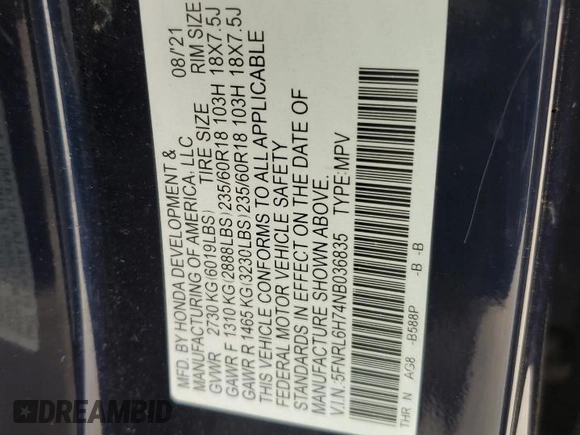 MFD. BY HONDA DEVELOPMENT & 08/'21
MANUFACTURING OF AMERICA, LLC
GVWR 2730 KG(6019LBS) TIRE SIZE RIM SIZE
GAWR F 1310 KG(2888LBS)235/60R18 103H 18X7.5J
GAWR R 1465 KG(3230LBS)235/60R18 103H 18X7.5J
THIS VEHICLE CONFORMS TO ALL APPLICABLE
FEDERAL MOTOR VEHICLE SAFETY
STANDARDS IN EFFECT ON THE DATE OF
MANUFACTURE SHOWN ABOVE.
V.I.N.:5FNRL6H74NB036835 TYPE:MPV
THR N AG8 -B588P -B -B
DREAMBID